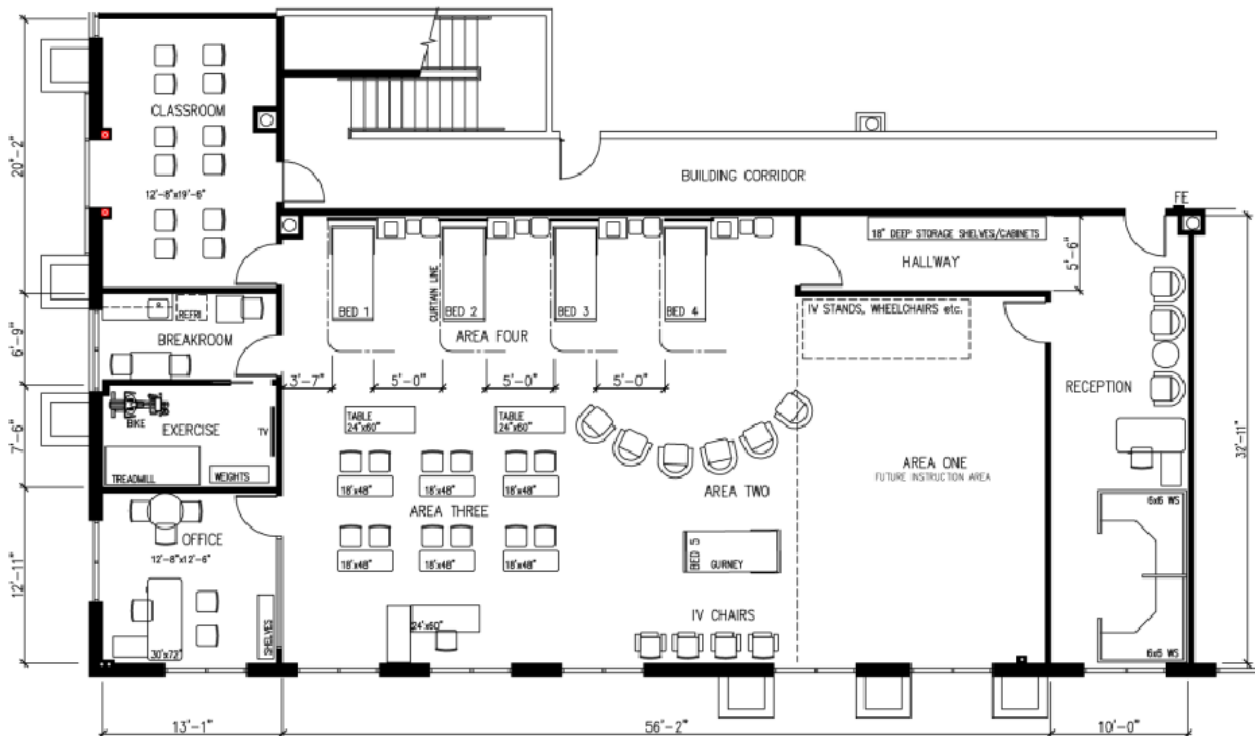 CLASSROOM
20'-2"
12'-8"x19'-6"
BUILDING CORRIDOR
FE
18" DEEP STORAGE SHELVES/CABINETS
HALLWAY
5'-6"
BED 1
CURTAIN LINE
BED 2
BED 3
BED 4
AREA FOUR
IV STANDS, WHEELCHAIRS etc.
REFRI.
BREAKROOM
6'-9"
3'-7"
5'-0"
5'-0"
5'-0"
RECEPTION
BIKE
EXERCISE
TV
7'-6"
TREADMILL
WEIGHTS
TABLE
24"x60"
TABLE
24"x60"
32'-11"
AREA ONE
FUTURE INSTRUCTION AREA
18"x48"
18"x48"
18"x48"
AREA TWO
AREA THREE
6x6 WS
OFFICE
12'-8"x12'-6"
12'-11"
18"x48"
18"x48"
18"x48"
BED 5
GURNEY
IV CHAIRS
24"x60"
SHELVES
30"x72"
6x6 WS
13'-1"
56'-2"
10'-0"